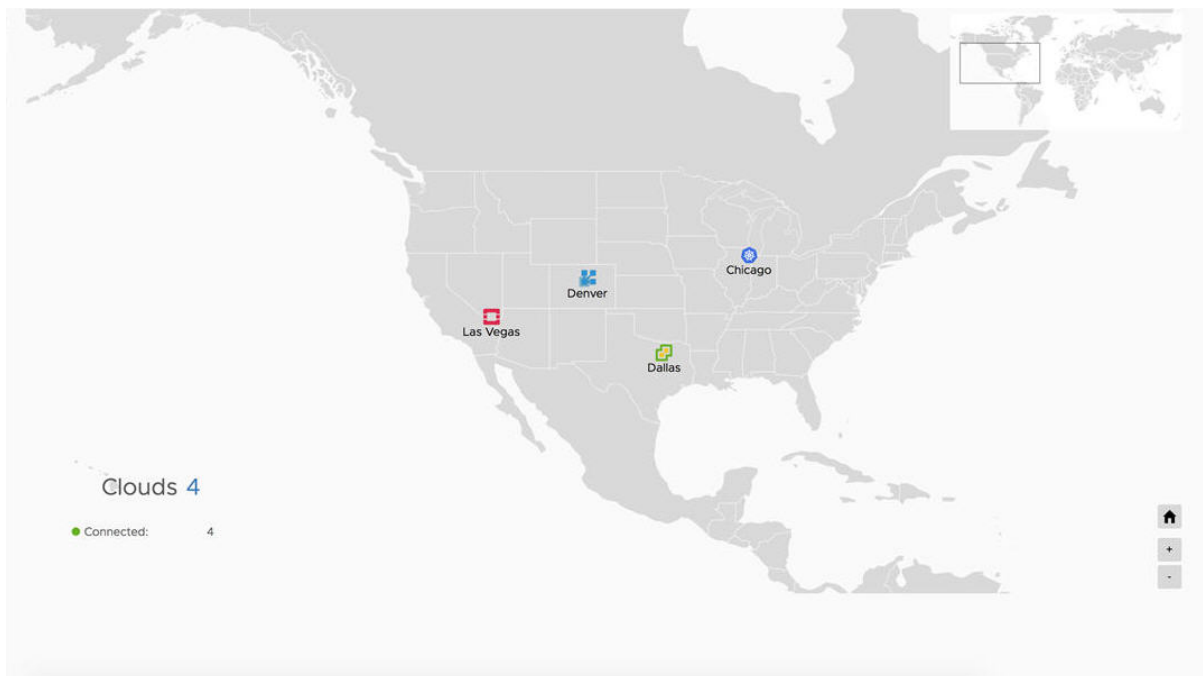 Chicago
Denver
Las Vegas
Dallas
Clouds 4
Connected: 4
+
-